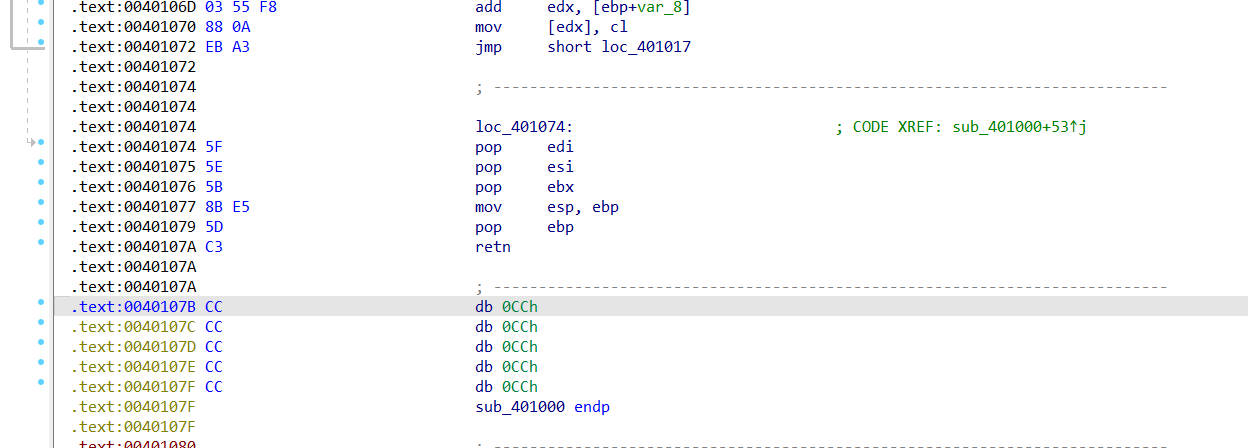 .text:0040106D 03 55 F8 add edx, [ebp+var_8]
.text:00401070 88 0A mov [edx], cl
.text:00401072 EB A3 jmp short loc_401017
.text:00401072
.text:00401074 ; ---------------------------------------------------------------------------
.text:00401074
.text:00401074 loc_401074: ; CODE XREF: sub_401000+53↑j
.text:00401074 5F pop edi
.text:00401075 5E pop esi
.text:00401076 5B pop ebx
.text:00401077 8B E5 mov esp, ebp
.text:00401079 5D pop ebp
.text:0040107A C3 retn
.text:0040107A
.text:0040107A ; ---------------------------------------------------------------------------
.text:0040107B CC db 0CCh
.text:0040107C CC db 0CCh
.text:0040107D CC db 0CCh
.text:0040107E CC db 0CCh
.text:0040107F CC db 0CCh
.text:0040107F sub_401000 endp
.text:0040107F
.text:00401080 ; ---------------------------------------------------------------------------